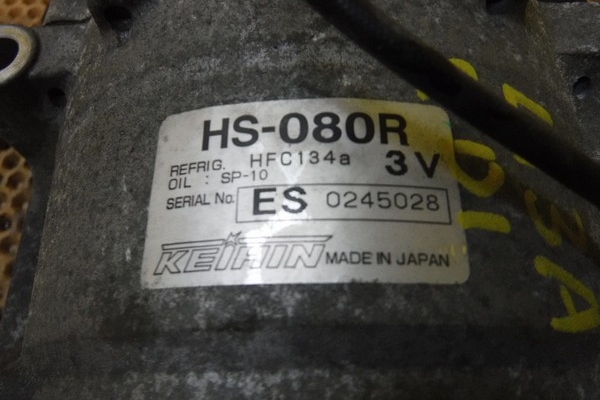 HS-080R
REFRIG. HFC134a 3V
OIL : SP-10
SERIAL No. ES 0245028
KEIHIN MADE IN JAPAN